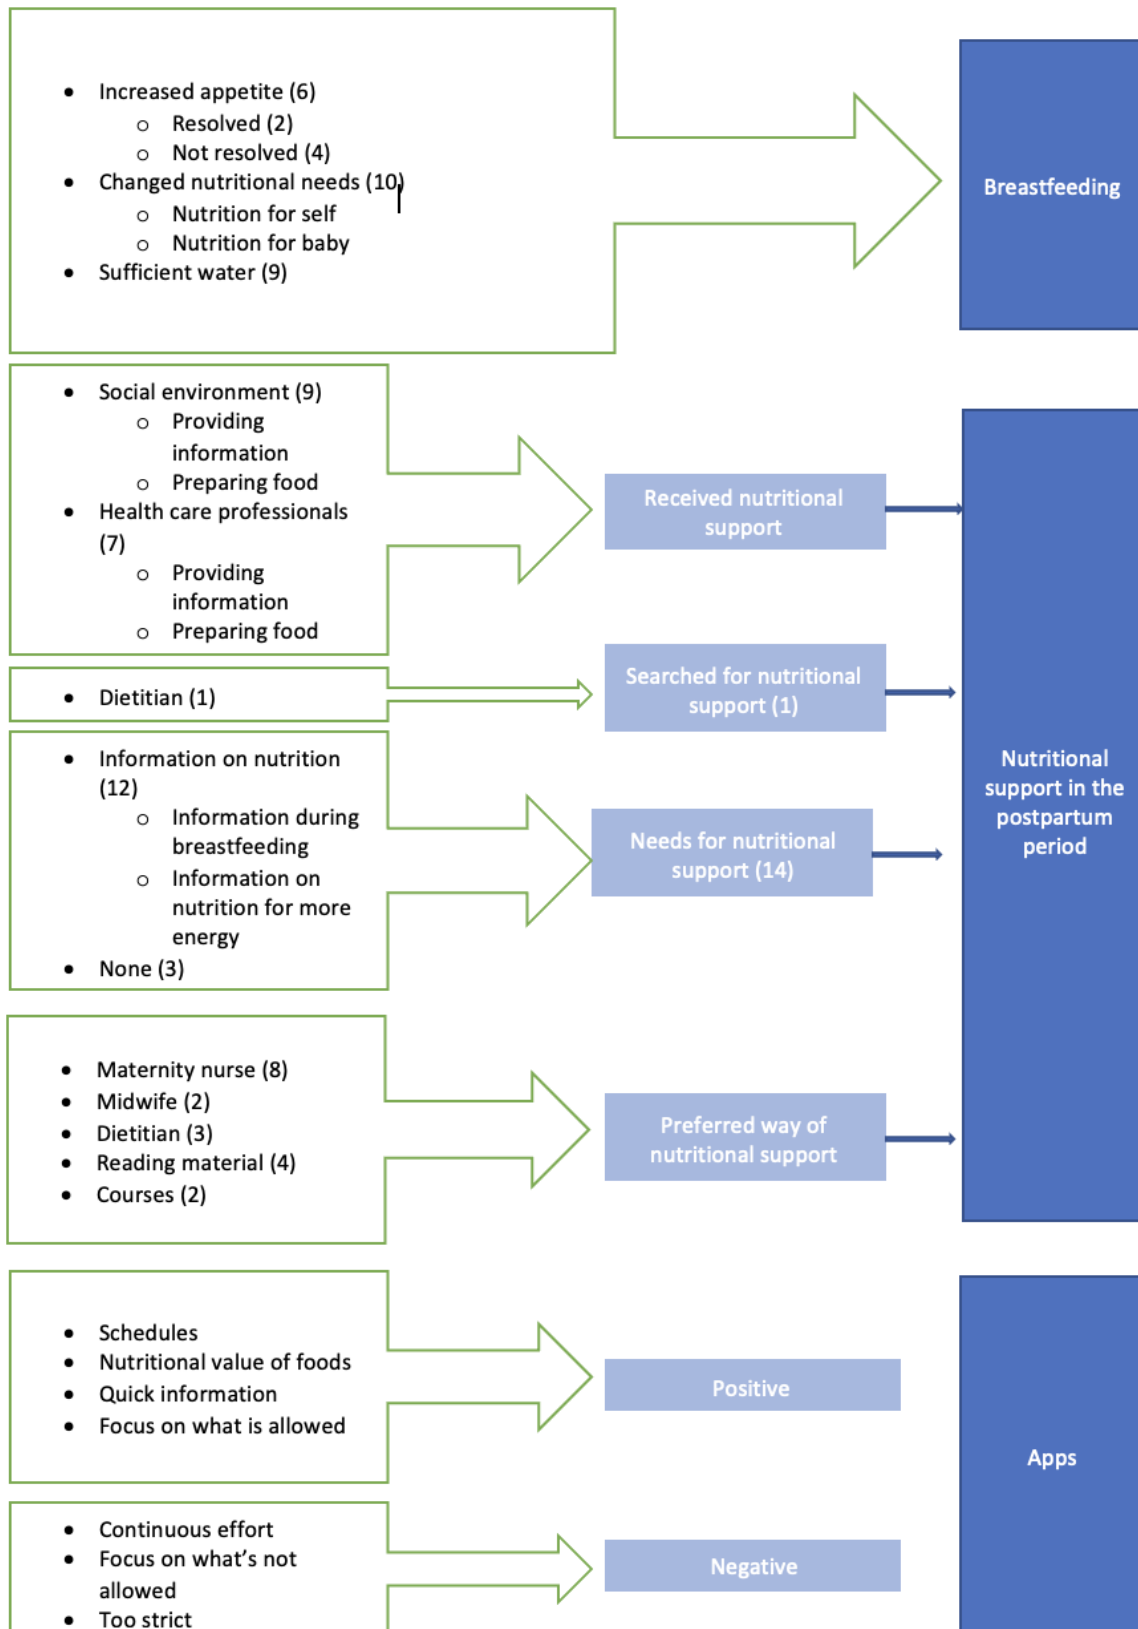 • Increased appetite (6)
o Resolved (2)
o Not resolved (4)
• Changed nutritional needs (10)
o Nutrition for self
o Nutrition for baby
• Sufficient water (9)
Breastfeeding
• Social environment (9)
o Providing
information
o Preparing food
• Health care professionals
(7)
o Providing
information
o Preparing food
Received nutritional
support
• Dietitian (1)
Searched for nutritional
support (1)
• Information on nutrition
(12)
o Information during
breastfeeding
o Information on
nutrition for more
energy
• None (3)
Needs for nutritional
support (14)
• Maternity nurse (8)
• Midwife (2)
• Dietitian (3)
• Reading material (4)
• Courses (2)
Preferred way of
nutritional support
Nutritional
support in the
postpartum
period
• Schedules
• Nutritional value of foods
• Quick information
• Focus on what is allowed
Positive
• Continuous effort
• Focus on what's not
allowed
• Too strict
Negative
Apps